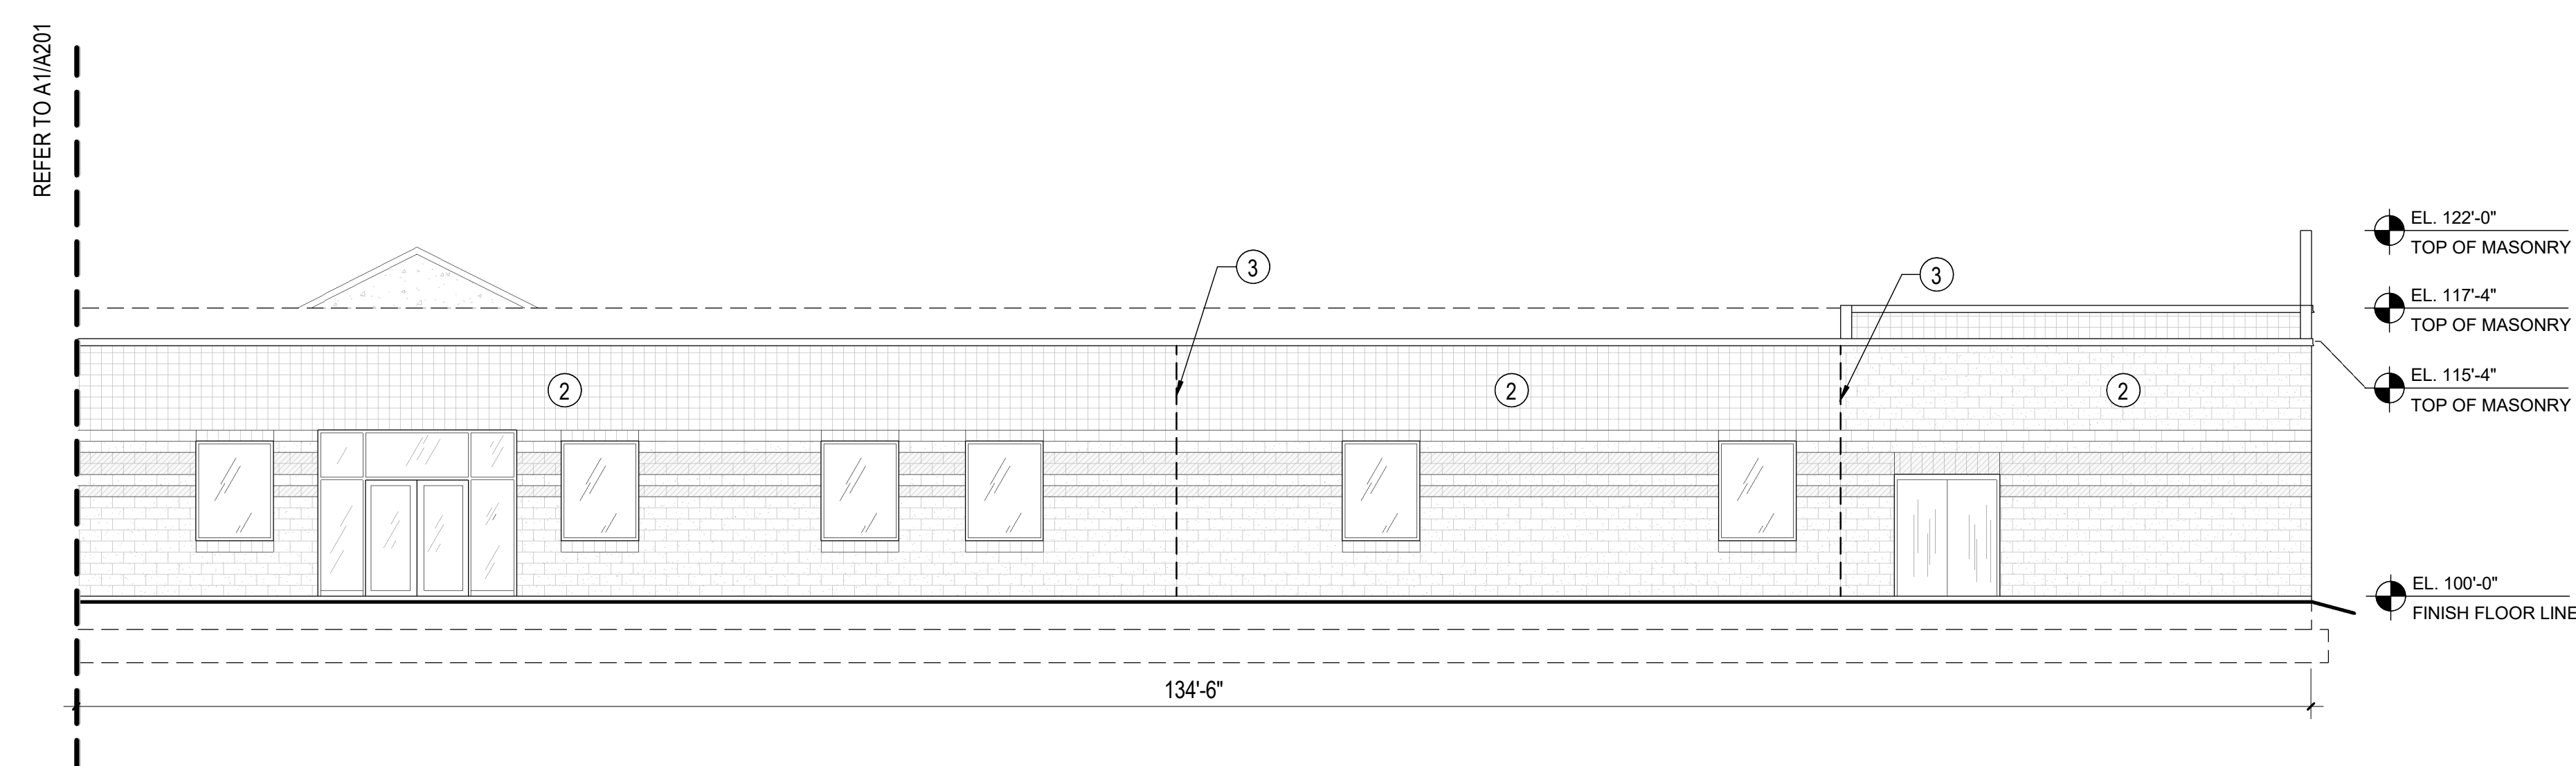 REFER TO A1/A201
EL. 122'-0"
TOP OF MASONRY
3
3
EL. 117'-4"
TOP OF MASONRY
2
2
2
EL. 115'-4"
TOP OF MASONRY
EL. 100'-0"
FINISH FLOOR LINE
134'-6"